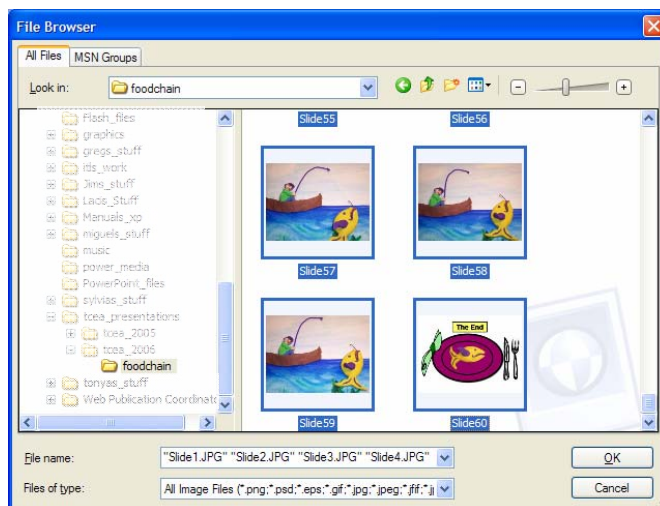 File Browser
All Files MSN Groups
Look in: foodchain
Flash_files
graphics
gregs_stuff
itds_work
Jims_stuff
Laois_Stuff
Manuals_xp
miguels_stuff
music
power_media
PowerPoint_files
sylvias_stuff
tcea_presentations
tcea_2005
tcea_2006
foodchain
tonyas_stuff
Web Publication Coordinato
Slide55 Slide56
Slide57 Slide58
The End
Slide59 Slide60
File name: "Slide1.JPG" "Slide2.JPG" "Slide3.JPG" "Slide4.JPG" OK
Files of type: All Image Files (*.png;*.psd;*.eps;*.gif;*.jpg;*.jpeg;*.jfif;*.j Cancel